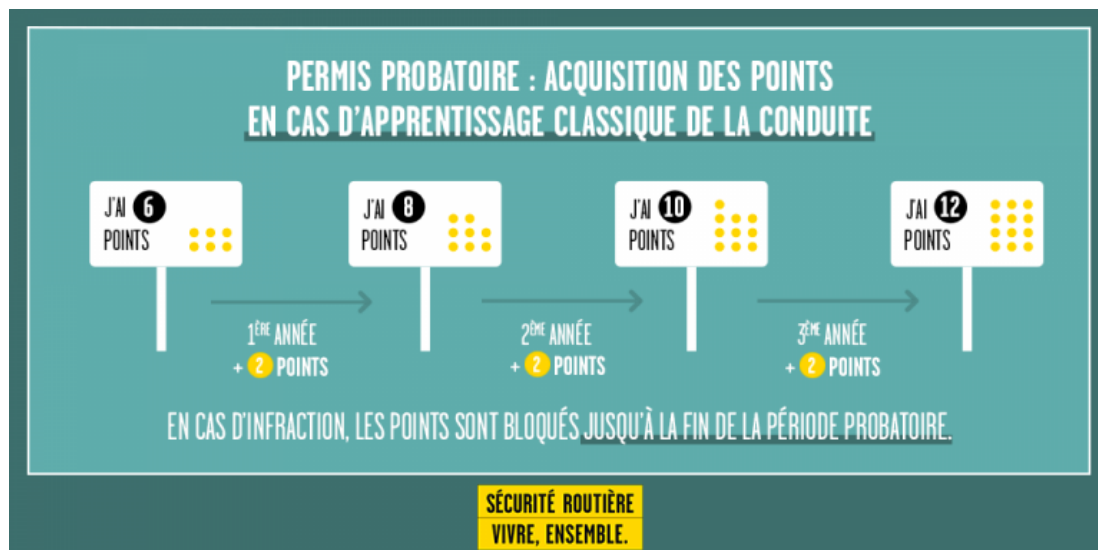 PERMIS PROBATOIRE : ACQUISITION DES POINTS
EN CAS D'APPRENTISSAGE CLASSIQUE DE LA CONDUITE
J'AI 6
POINTS
J'AI 8
POINTS
J'AI 10
POINTS
J'AI 12
POINTS
1ÈRE ANNÉE
+ 2 POINTS
2ÈME ANNÉE
+ 2 POINTS
3ÈME ANNÉE
+ 2 POINTS
EN CAS D'INFRACTION, LES POINTS SONT BLOQUÉS JUSQU'À LA FIN DE LA PÉRIODE PROBATOIRE.
SÉCURITÉ ROUTIÈRE
VIVRE, ENSEMBLE.